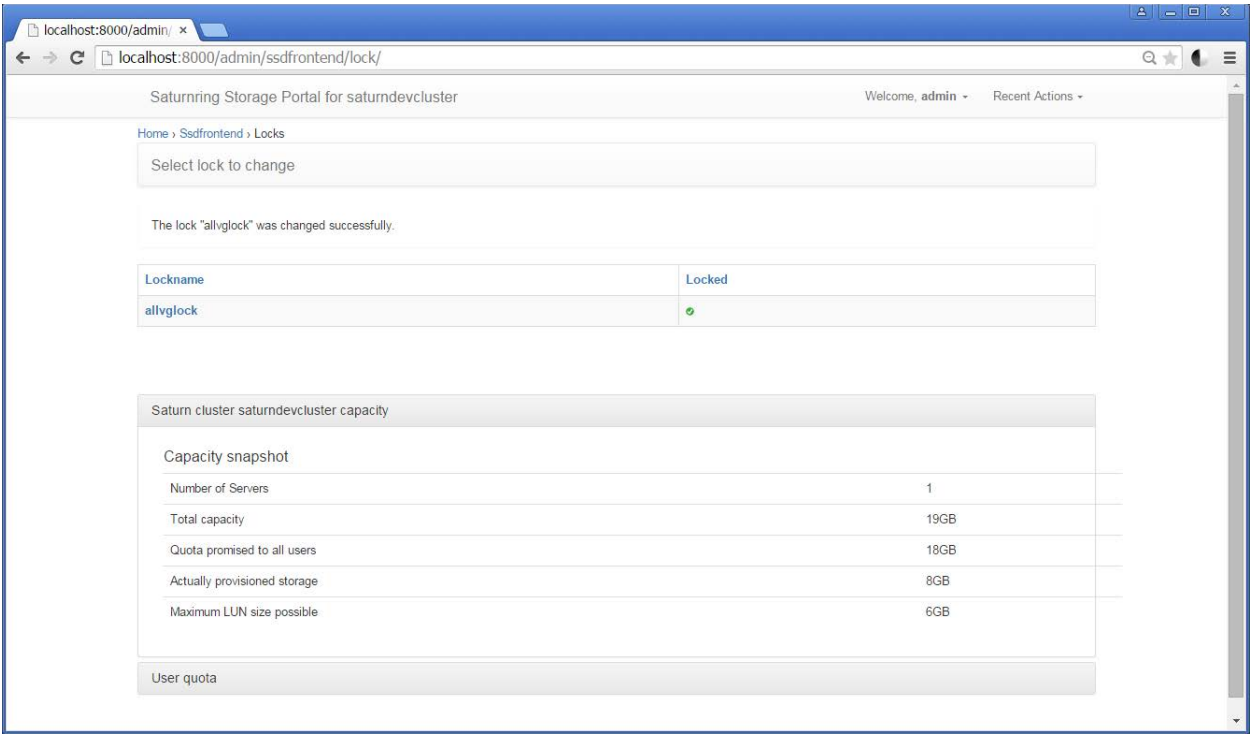 localhost:8000/admin/
localhost:8000/admin/ssdfrontend/lock/
Saturnring Storage Portal for saturndevcluster Welcome, admin Recent Actions
Home › Ssdfrontend › Locks
Select lock to change
The lock "allvglock" was changed successfully.
Lockname Locked
allvglock
Saturn cluster saturndevcluster capacity
Capacity snapshot
Number of Servers 1
Total capacity 19GB
Quota promised to all users 18GB
Actually provisioned storage 8GB
Maximum LUN size possible 6GB
User quota